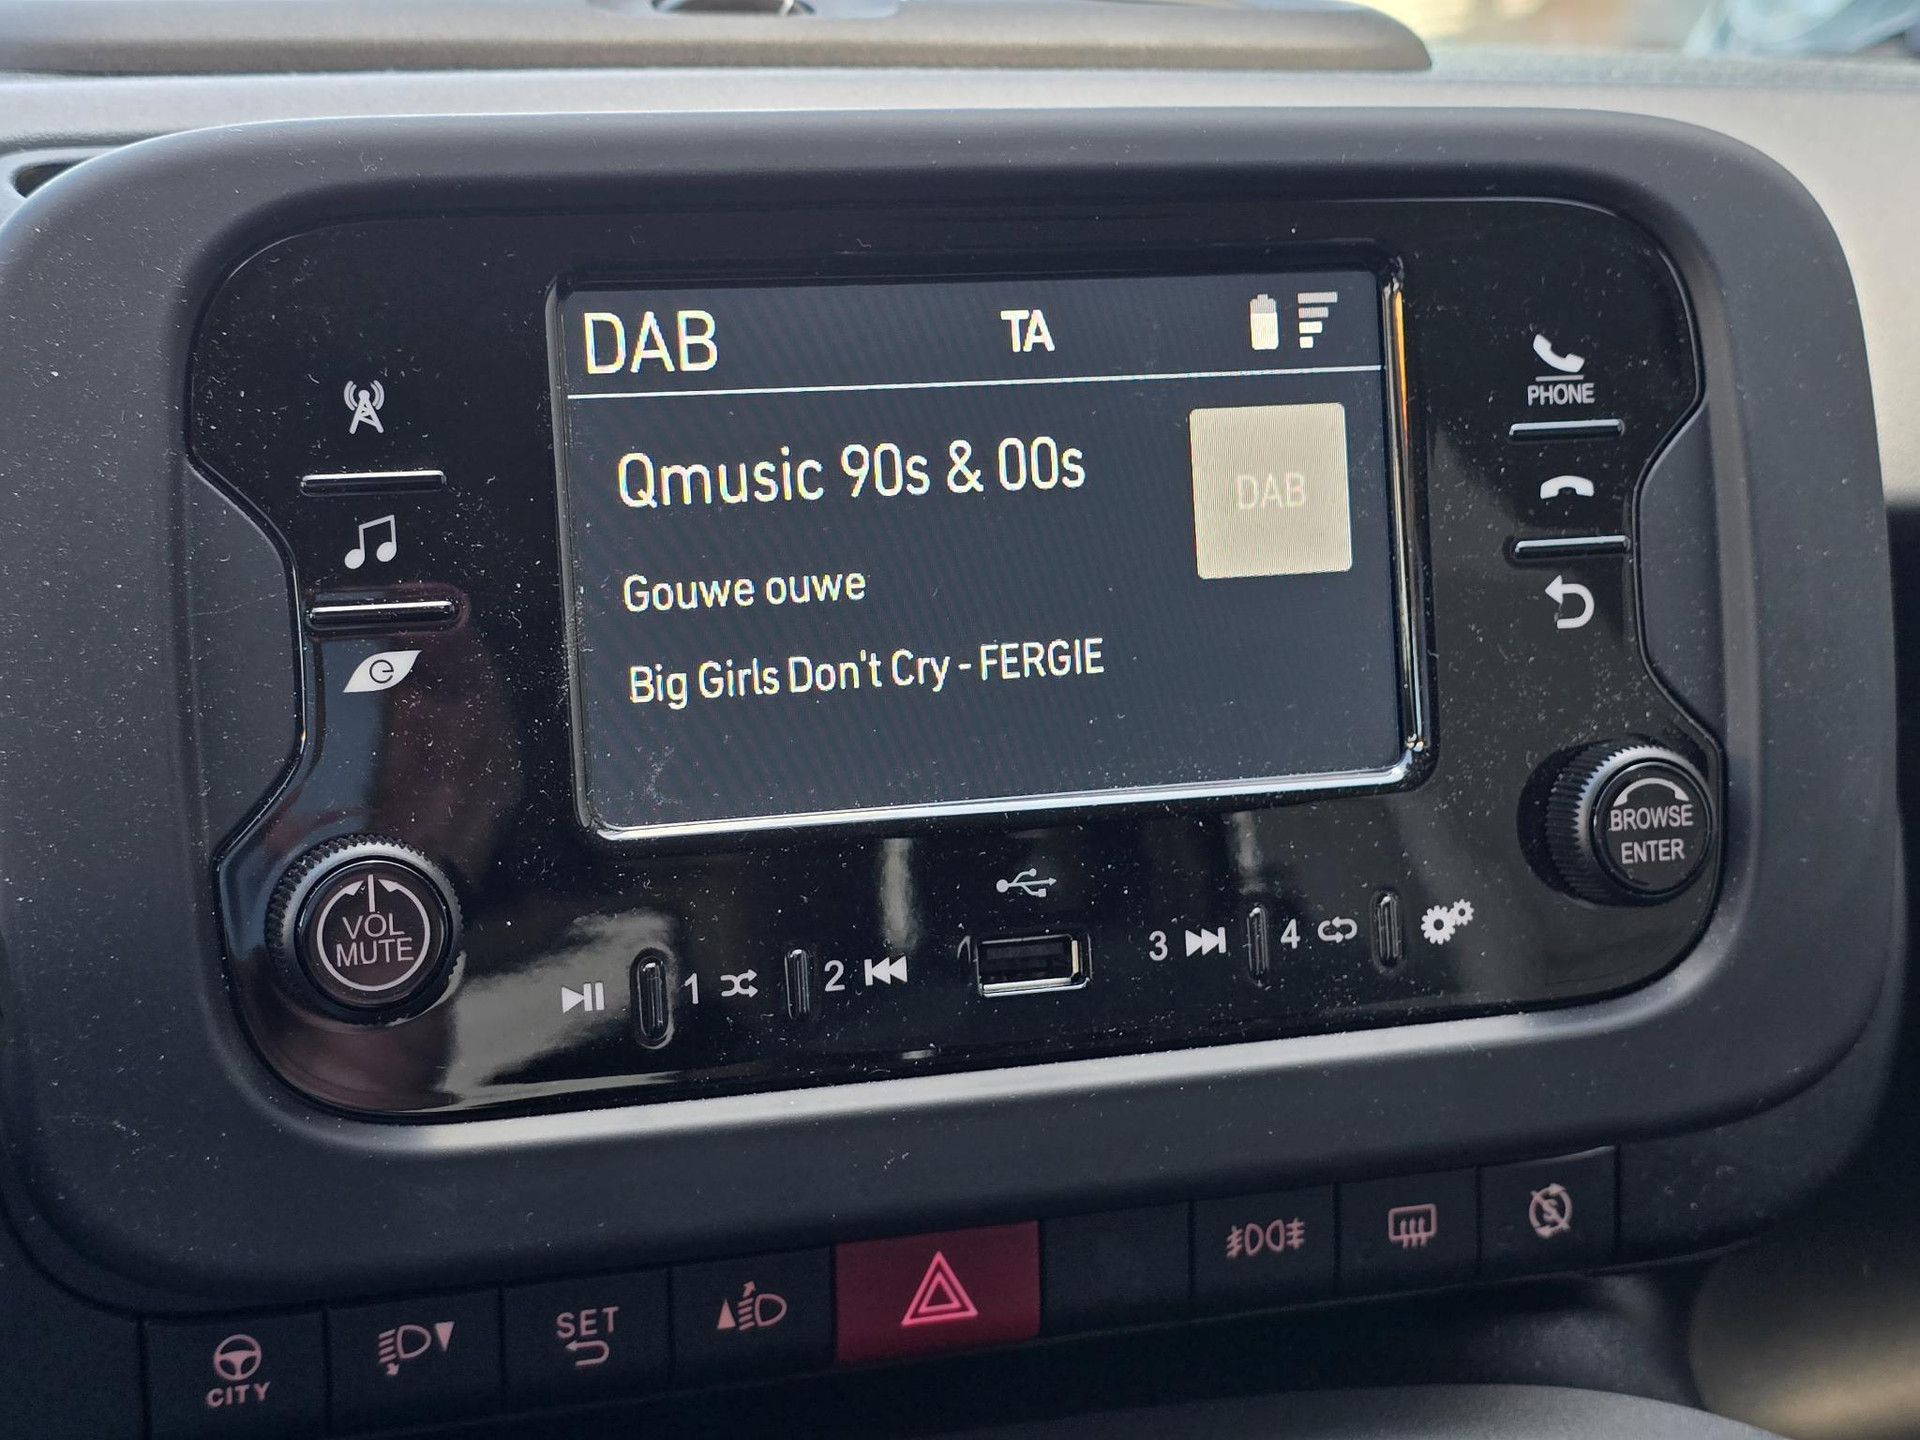 DAB TA
Qmusic 90s & 00s
DAB
Gouwe ouwe
Big Girls Don't Cry - FERGIE
PHONE
VOL
MUTE
BROWSE
ENTER
1
2
3
4
CITY
SET